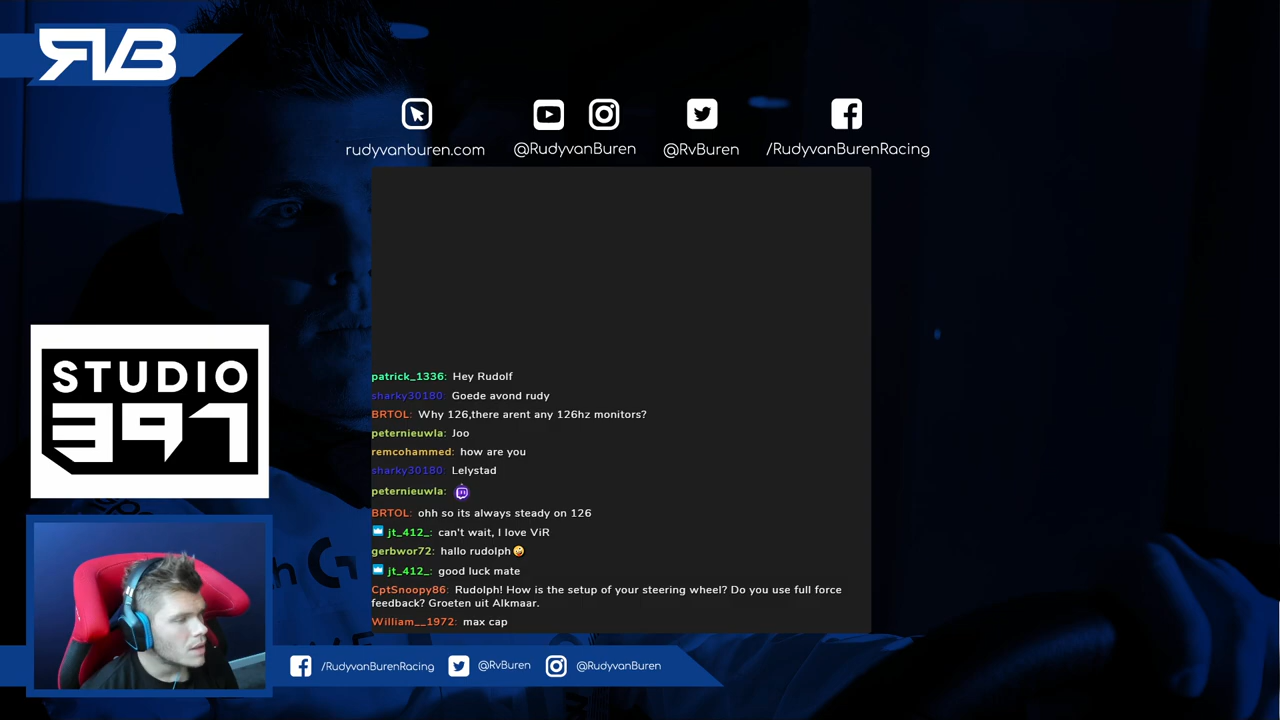 RVB
rudyvanburen.com
@RudyvanBuren
@RvBuren
/RudyvanBurenRacing
patrick_1336: Hey Rudolf
sharky30180: Goede avond rudy
BRTOL: Why 126,there arent any 126hz monitors?
peternieuwla: Joo
remcohammed: how are you
sharky30180: Lelystad
peternieuwla:
BRTOL: ohh so its always steady on 126
jt_412_: can't wait, I love ViR
gerbwor72: hallo rudolph🤪
jt_412_: good luck mate
CptSnoopy86: Rudolph! How is the setup of your steering wheel? Do you use full force
feedback? Groeten uit Alkmaar.
William__1972: max cap
STUDIO
397
/RudyvanBurenRacing
@RvBuren
@RudyvanBuren